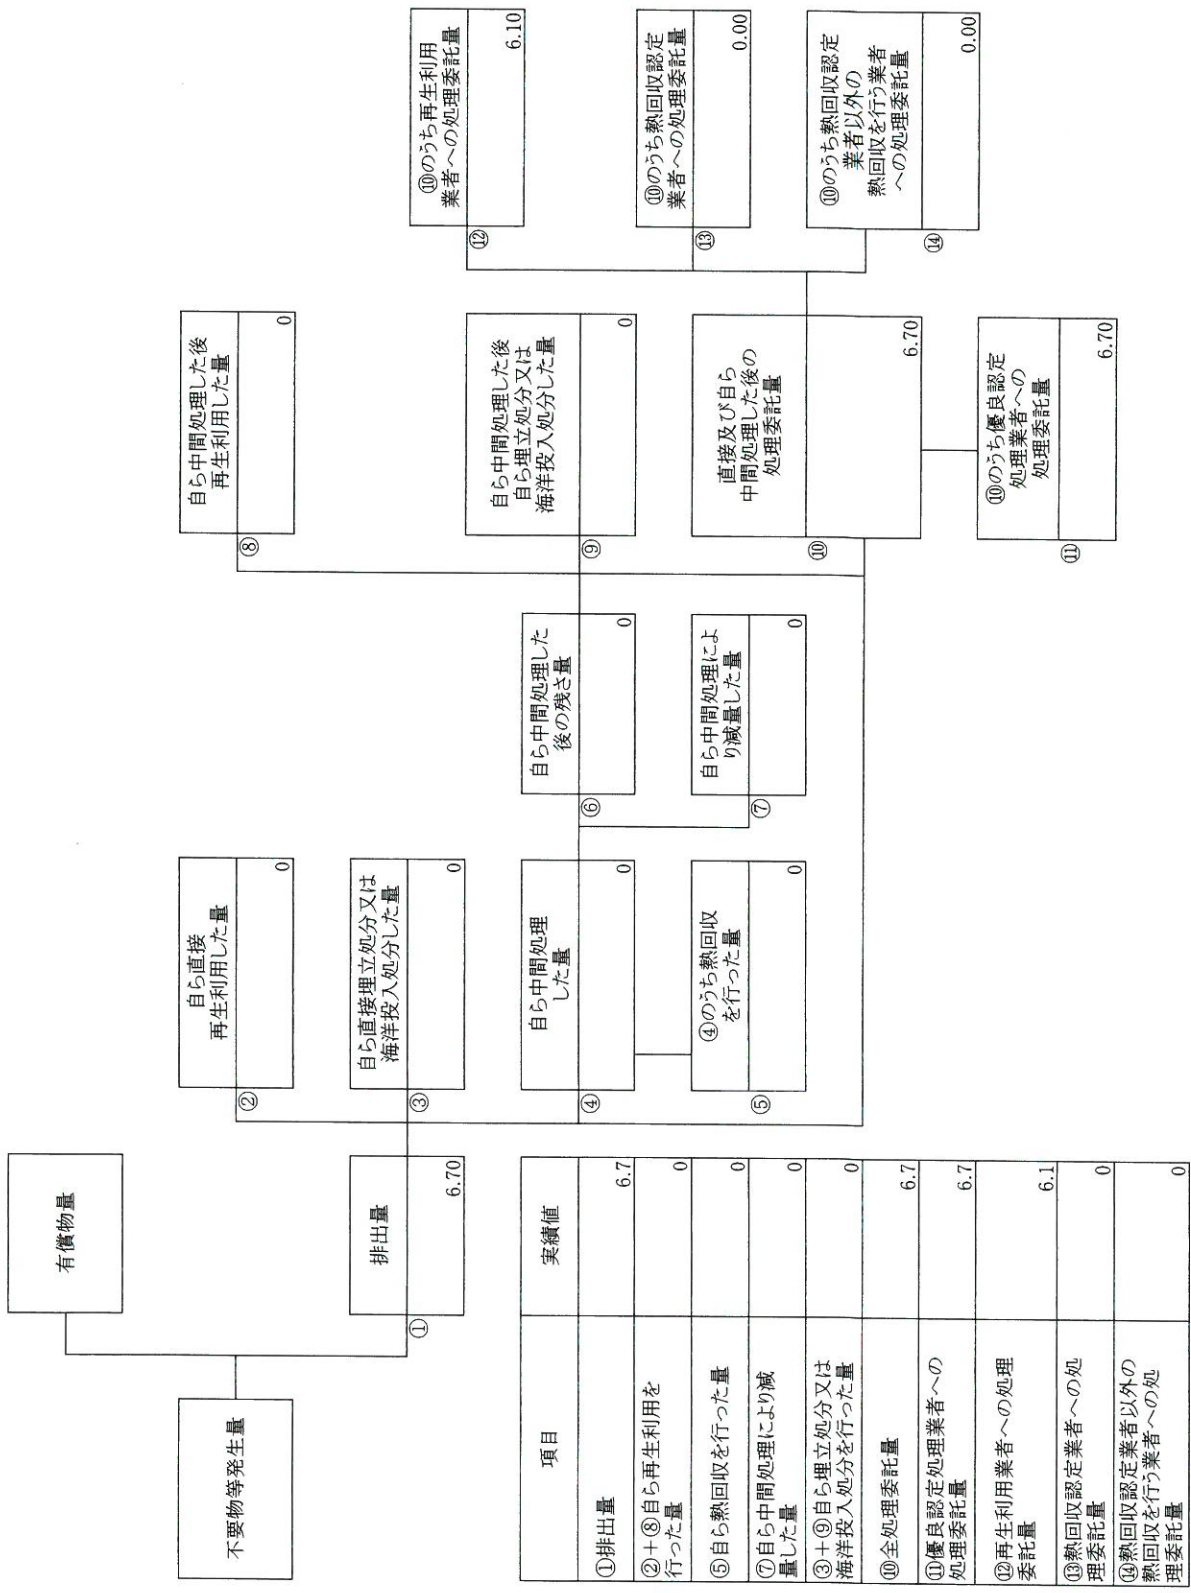 不要物等発生量
有償物量
①
排出量
6.70
②
自ら直接
再生利用した量
0
③
自ら直接埋立処分又は
海洋投入処分した量
0
④
自ら中間処理
した量
0
⑤
④のうち熱回収
を行った量
0
⑥
自ら中間処理した
後の残さ量
0
⑦
自ら中間処理によ
り減量した量
0
⑧
自ら中間処理した後
再生利用した量
0
⑨
自ら中間処理した後
自ら埋立処分又は
海洋投入処分した量
0
⑩
直接及び自ら
中間処理した後の
処理委託量
6.70
⑪
⑩のうち優良認定
処理業者への
処理委託量
6.70
⑫
⑩のうち再生利用
業者への処理委託量
6.10
⑬
⑩のうち熱回収認定
業者への処理委託量
0.00
⑭
⑩のうち熱回収認定
業者以外の
熱回収を行う業者
への処理委託量
0.00
項目
実績値
①排出量
6.7
②+⑧自ら再生利用を
行った量
0
⑤自ら熱回収を行った量
0
⑦自ら中間処理により減
量した量
0
③+⑨自ら埋立処分又は
海洋投入処分を行った量
0
⑩全処理委託量
6.7
⑪優良認定処理業者への
処理委託量
6.7
⑫再生利用業者への処理
委託量
6.1
⑬熱回収認定業者への処
理委託量
0
⑭熱回収認定業者以外の
熱回収を行う業者への処
理委託量
0